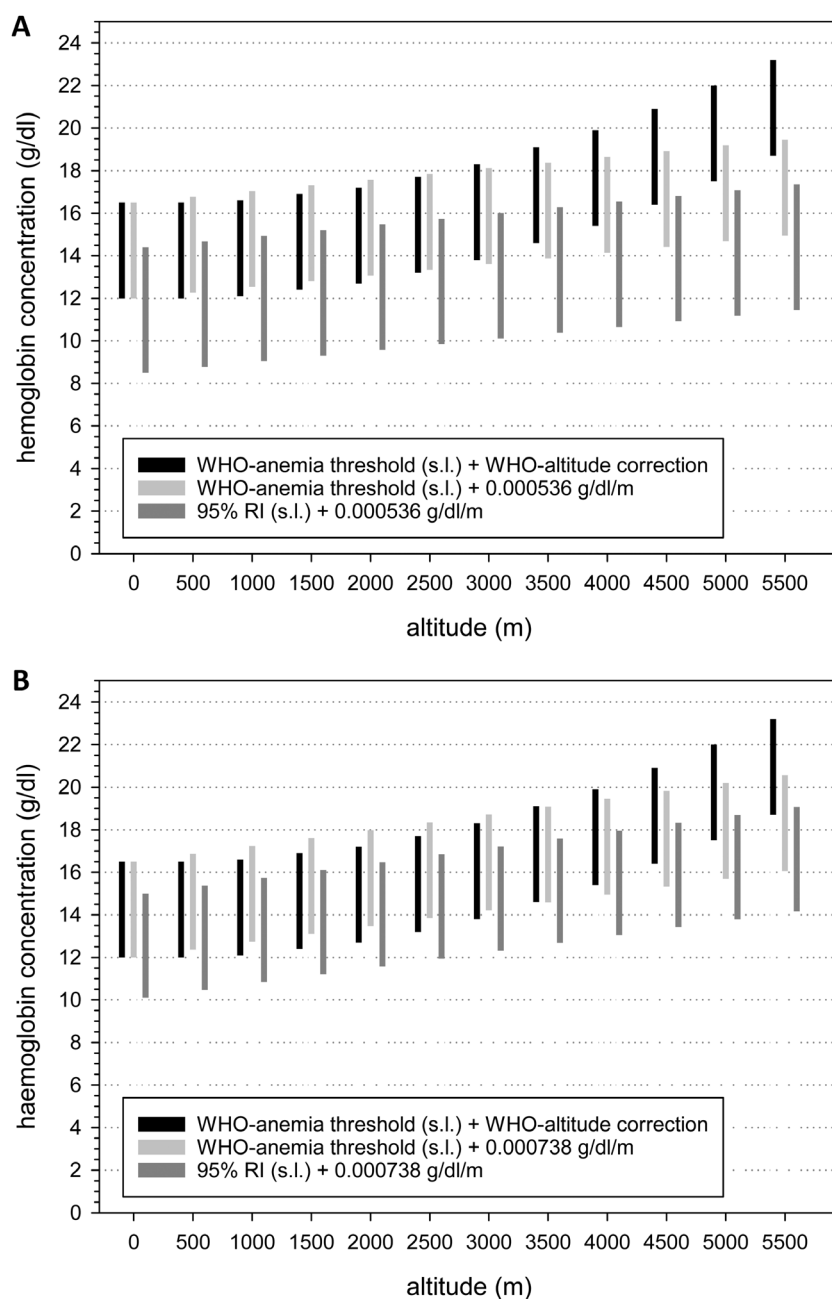 A
24
22
20
18
16
14
12
10
8
6
4
2
0
hemoglobin concentration (g/dl)
WHO-anemia threshold (s.l.) + WHO-altitude correction
WHO-anemia threshold (s.l.) + 0.000536 g/dl/m
95% RI (s.l.) + 0.000536 g/dl/m
0 500 1000 1500 2000 2500 3000 3500 4000 4500 5000 5500
altitude (m)
B
24
22
20
18
16
14
12
10
8
6
4
2
0
haemoglobin concentration (g/dl)
WHO-anemia threshold (s.l.) + WHO-altitude correction
WHO-anemia threshold (s.l.) + 0.000738 g/dl/m
95% RI (s.l.) + 0.000738 g/dl/m
0 500 1000 1500 2000 2500 3000 3500 4000 4500 5000 5500
altitude (m)